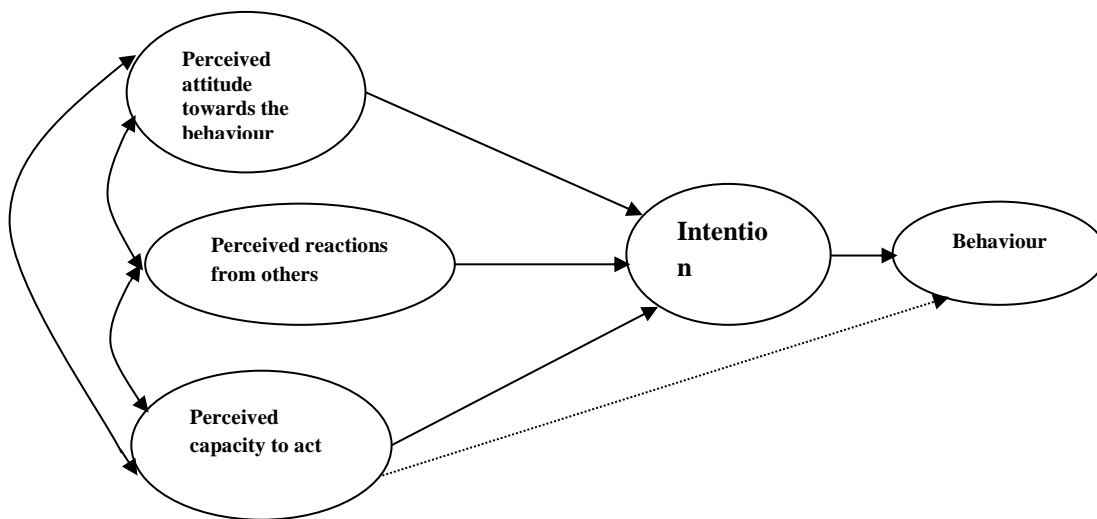 Perceived
attitude
towards the
behaviour
Perceived reactions
from others
Perceived
capacity to act
Intentio
n
Behaviour